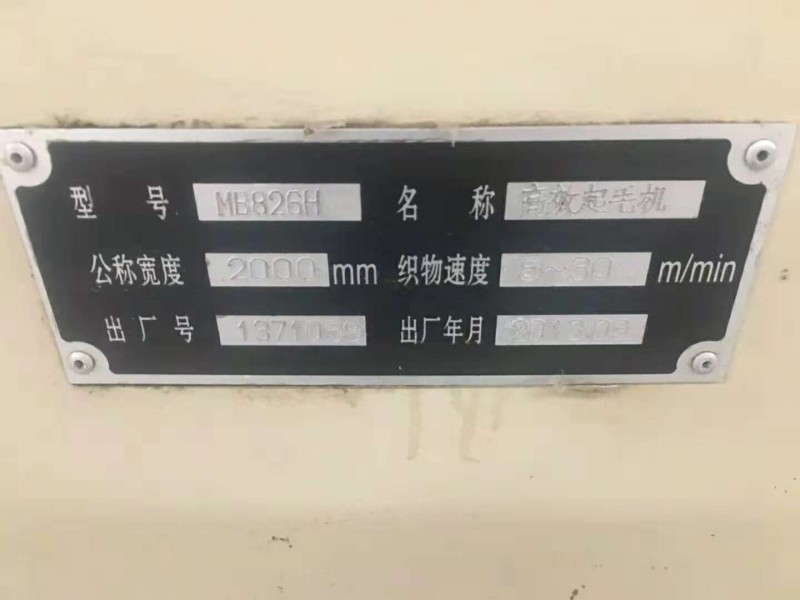 型号 MB826H 名称 高效起毛机
公称宽度 2000 mm 织物速度 m/min
出厂号 出厂年月